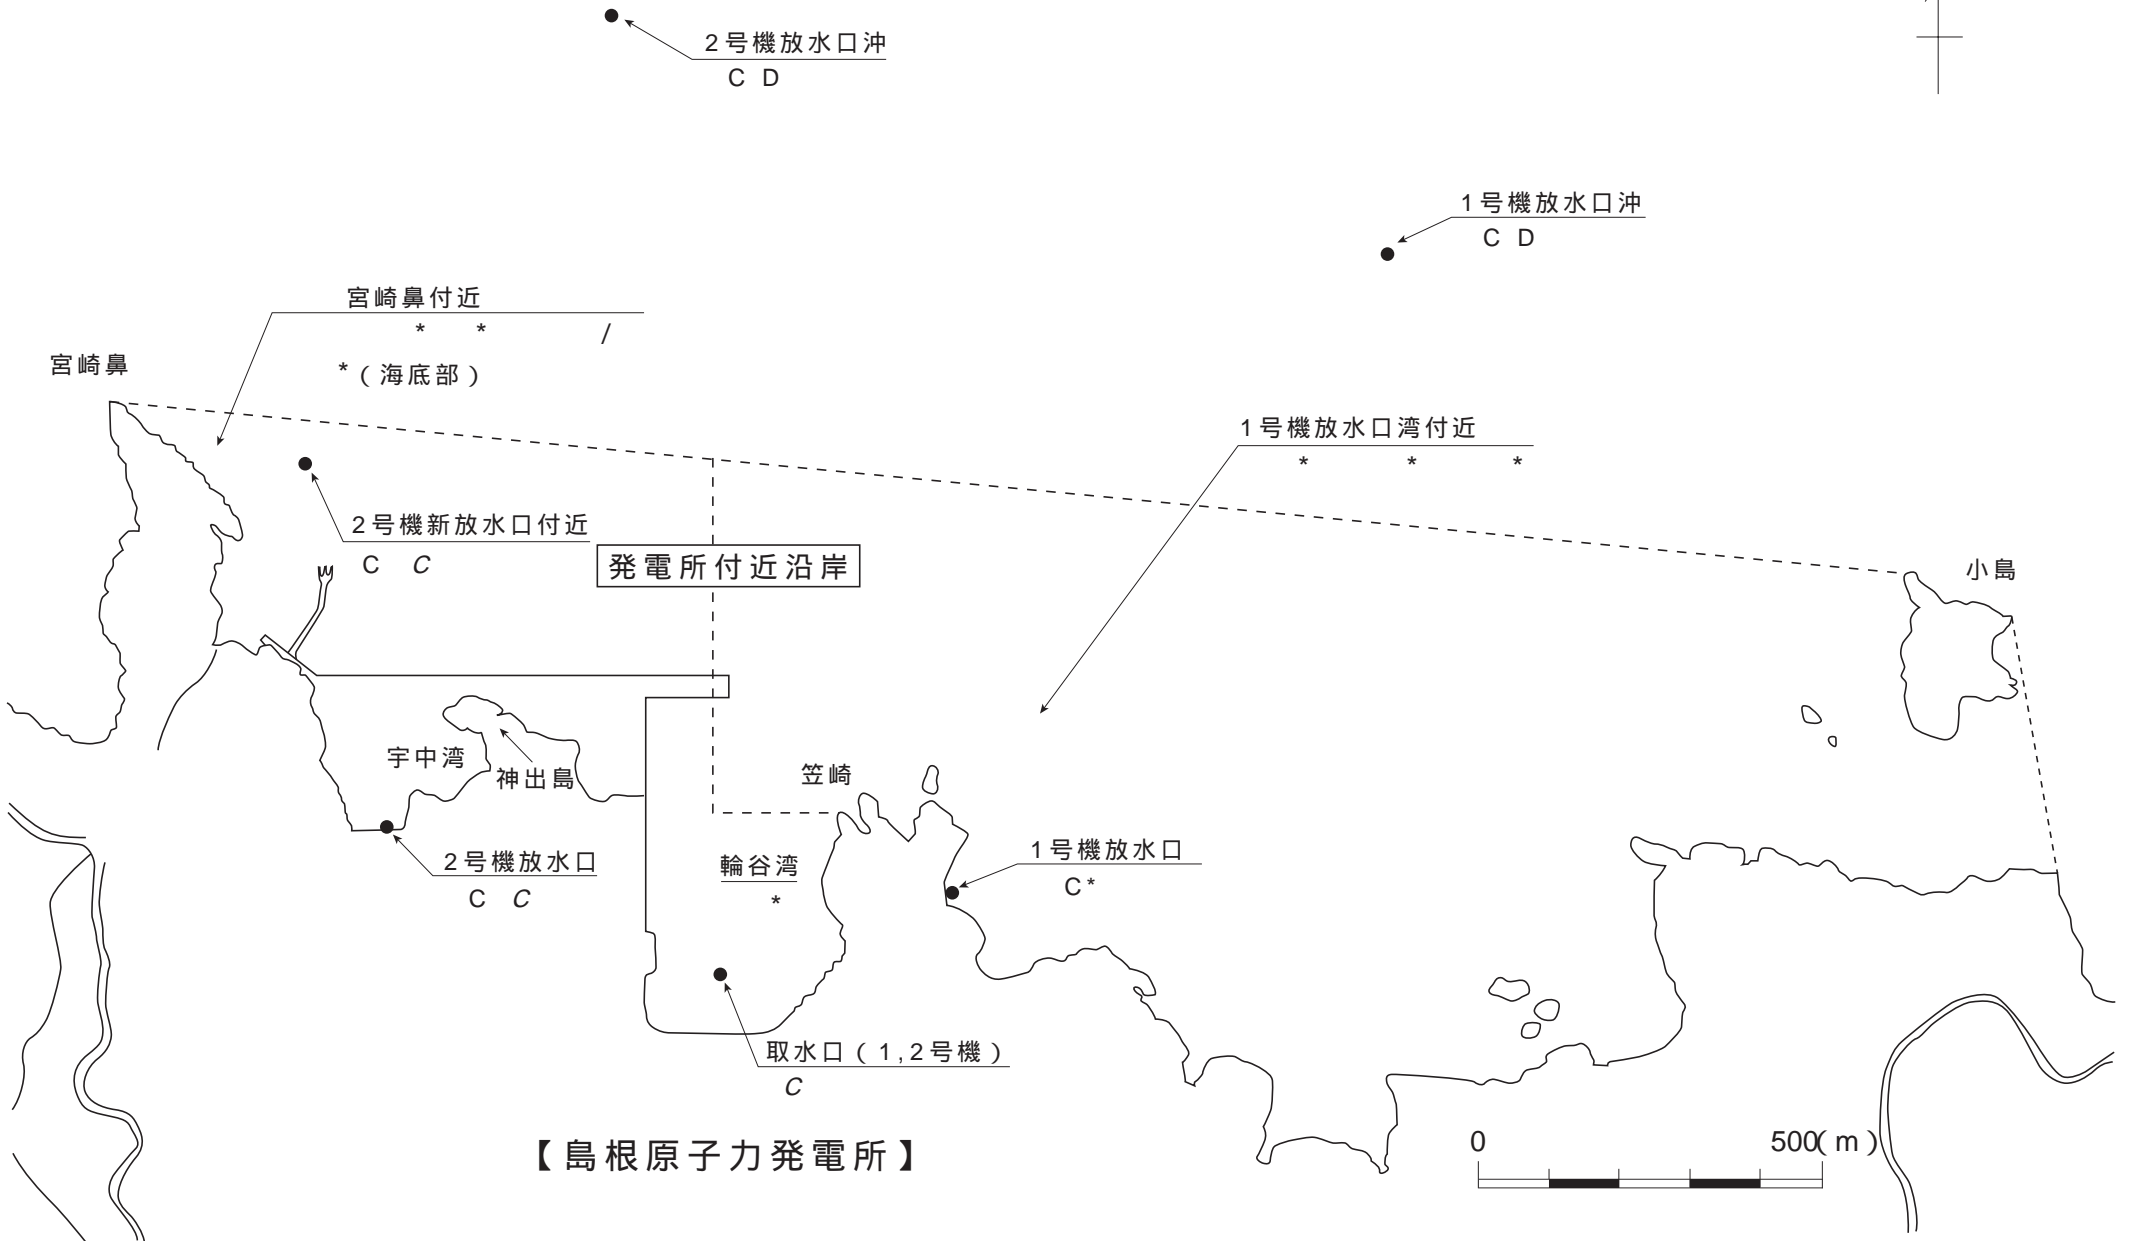 2号機放水口沖
C D
1号機放水口沖
C D
宮崎鼻付近
* * /
*(海底部)
宮崎鼻
1号機放水口湾付近
* * *
2号機新放水口付近
C C
発電所付近沿岸
小島
宇中湾
神出島
笠崎
2号機放水口
C C
輪谷湾
*
1号機放水口
C*
取水口(1,2号機)
C
【島根原子力発電所】
0 500(m)